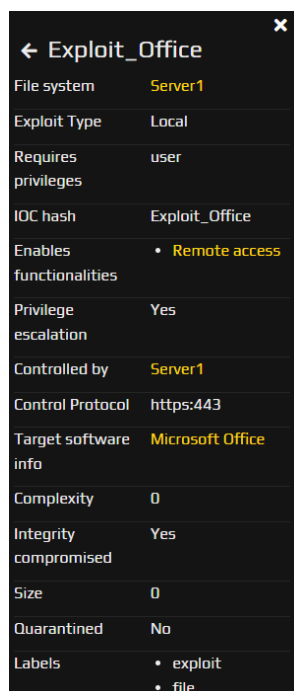 ×
← Exploit_Office
File system Server1
Exploit Type Local
Requires user
privileges
IOC hash Exploit_Office
Enables • Remote access
functionalities
Privilege Yes
escalation
Controlled by Server1
Control Protocol https:443
Target software Microsoft Office
info
Complexity 0
Integrity Yes
compromised
Size 0
Quarantined No
Labels • exploit
• file